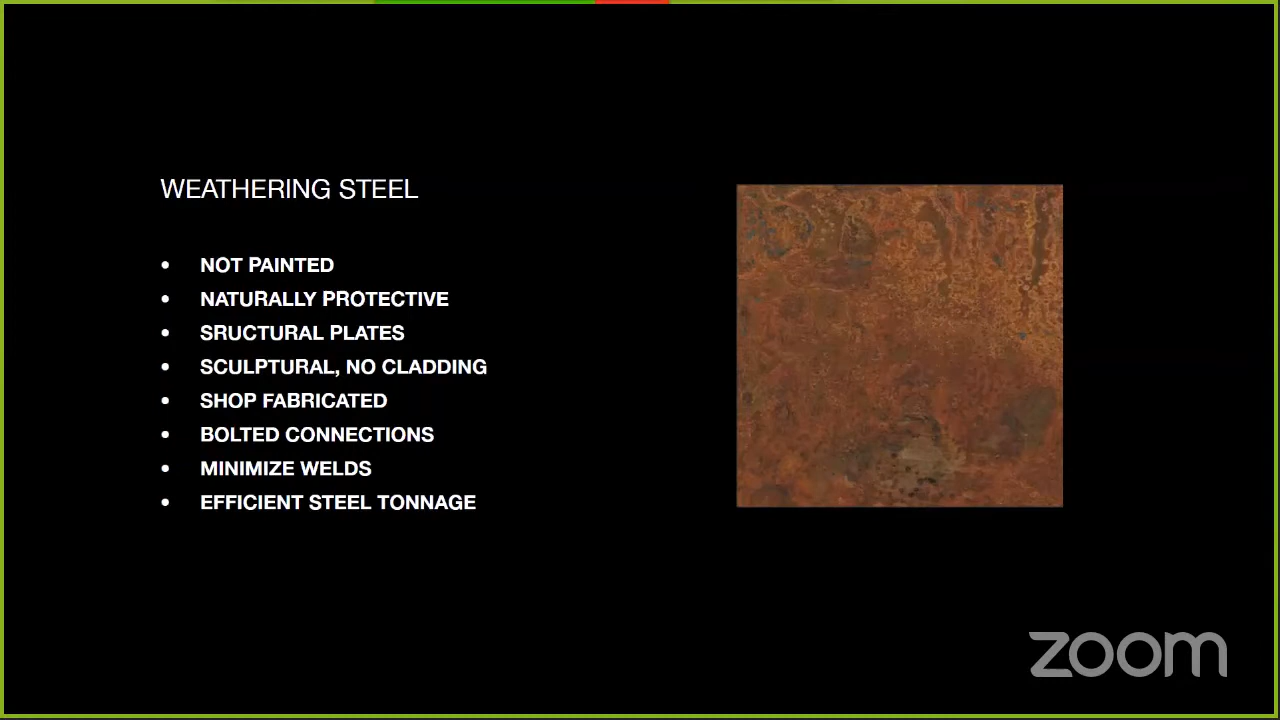 WEATHERING STEEL
• NOT PAINTED
• NATURALLY PROTECTIVE
• SRUCTURAL PLATES
• SCULPTURAL, NO CLADDING
• SHOP FABRICATED
• BOLTED CONNECTIONS
• MINIMIZE WELDS
• EFFICIENT STEEL TONNAGE
zoom